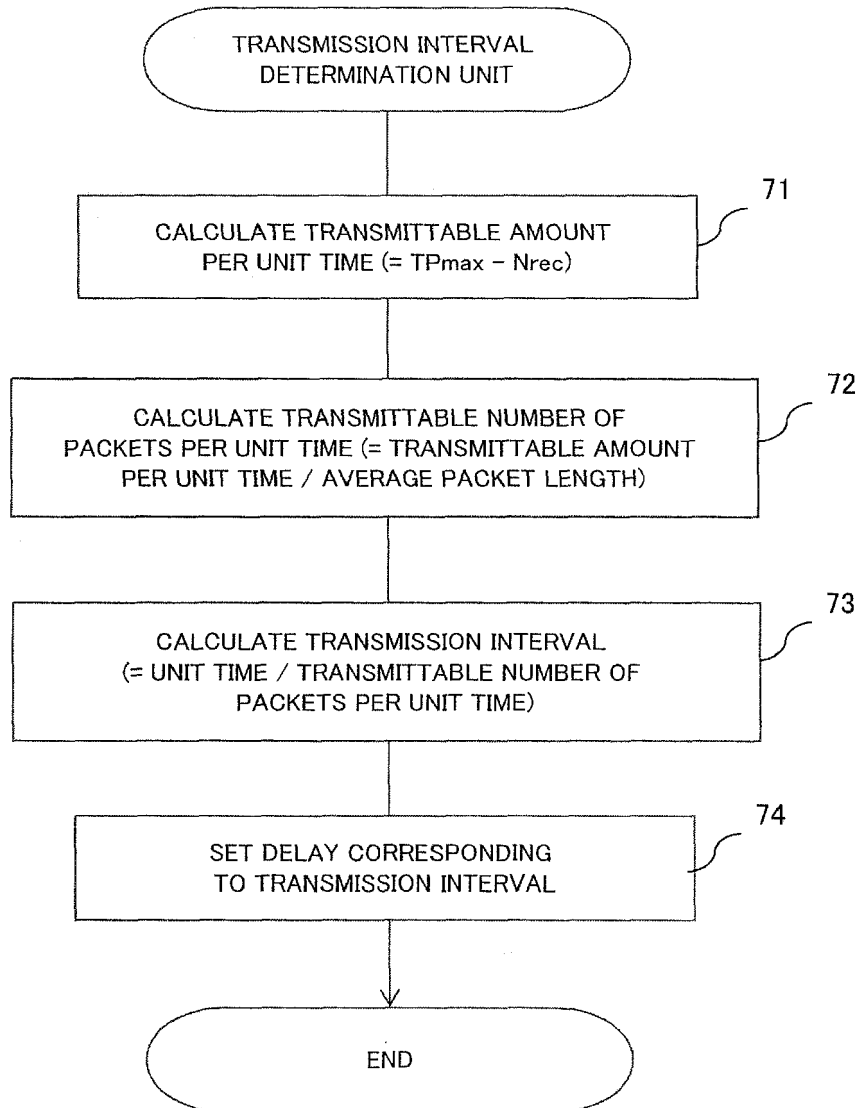 TRANSMISSION INTERVAL
DETERMINATION UNIT
71
CALCULATE TRANSMITTABLE AMOUNT
PER UNIT TIME (= TPmax − Nrec)
72
CALCULATE TRANSMITTABLE NUMBER OF
PACKETS PER UNIT TIME (= TRANSMITTABLE AMOUNT
PER UNIT TIME / AVERAGE PACKET LENGTH)
73
CALCULATE TRANSMISSION INTERVAL
(= UNIT TIME / TRANSMITTABLE NUMBER OF
PACKETS PER UNIT TIME)
74
SET DELAY CORRESPONDING
TO TRANSMISSION INTERVAL
END